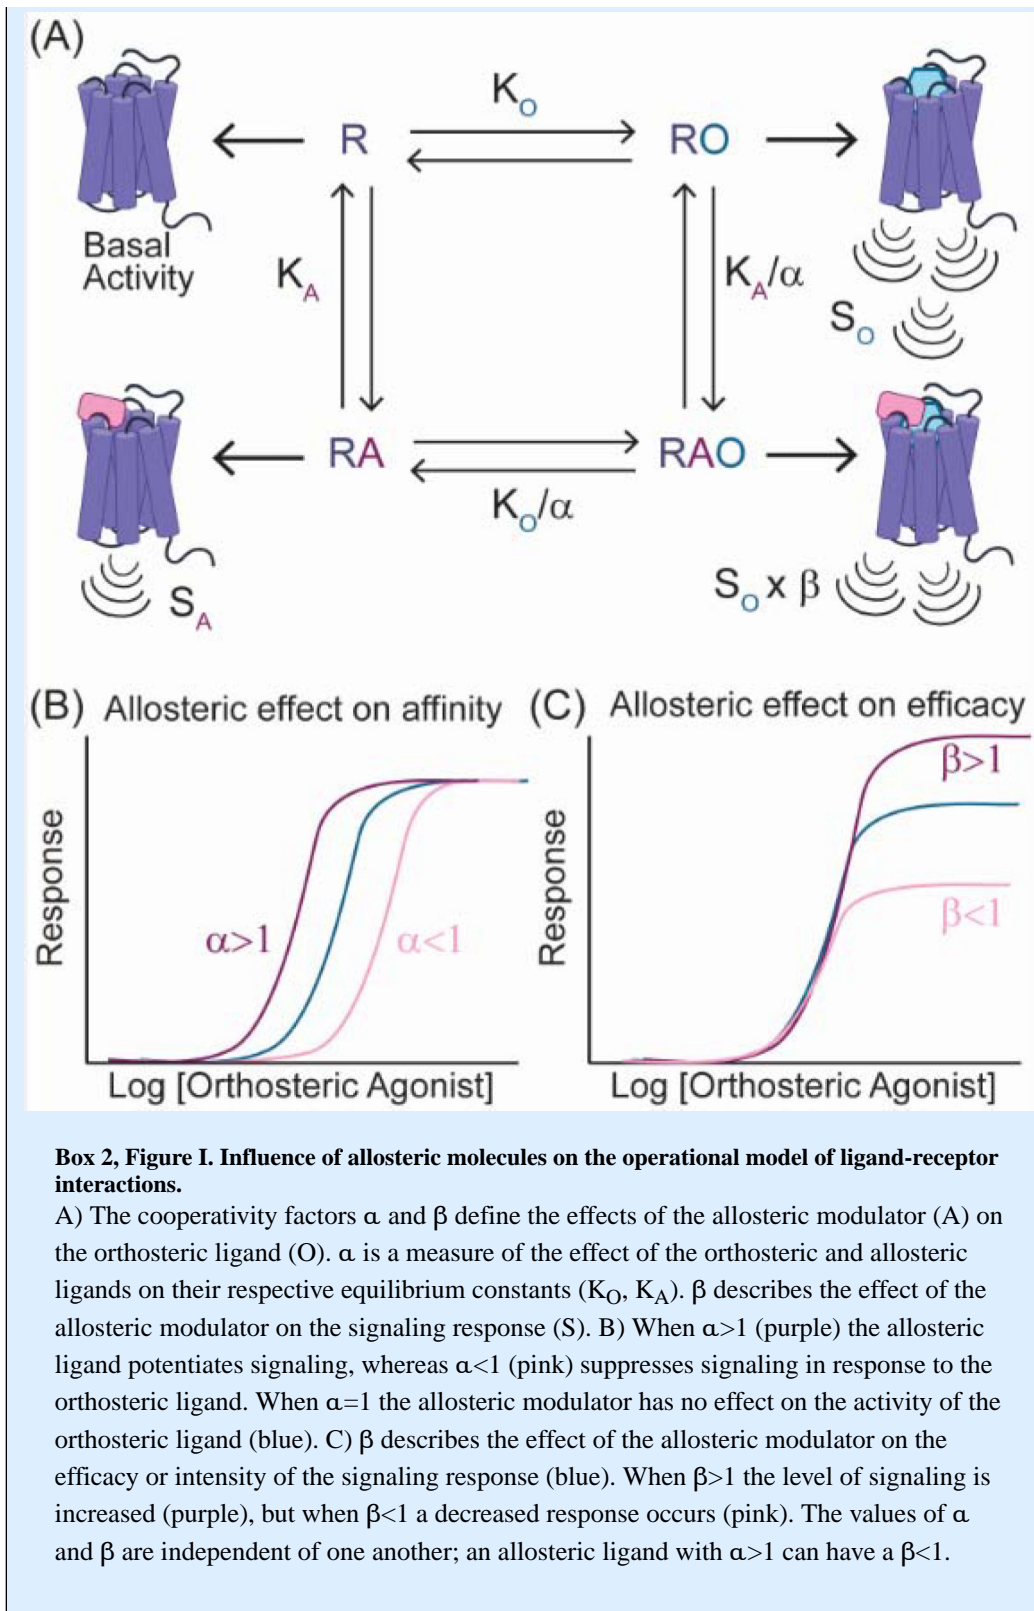 (A)
K_O
R
RO
Basal
Activity
K_A
K_A/α
S_O
RA
RAO
K_O/α
S_A
S_O x β
(B) Allosteric effect on affinity
(C) Allosteric effect on efficacy
Response
α>1
α<1
Log [Orthosteric Agonist]
Response
β>1
β<1
Log [Orthosteric Agonist]
Box 2, Figure I. Influence of allosteric molecules on the operational model of ligand-receptor
interactions.
A) The cooperativity factors α and β define the effects of the allosteric modulator (A) on
the orthosteric ligand (O). α is a measure of the effect of the orthosteric and allosteric
ligands on their respective equilibrium constants (K_O, K_A). β describes the effect of the
allosteric modulator on the signaling response (S). B) When α>1 (purple) the allosteric
ligand potentiates signaling, whereas α<1 (pink) suppresses signaling in response to the
orthosteric ligand. When α=1 the allosteric modulator has no effect on the activity of the
orthosteric ligand (blue). C) β describes the effect of the allosteric modulator on the
efficacy or intensity of the signaling response (blue). When β>1 the level of signaling is
increased (purple), but when β<1 a decreased response occurs (pink). The values of α
and β are independent of one another; an allosteric ligand with α>1 can have a β<1.